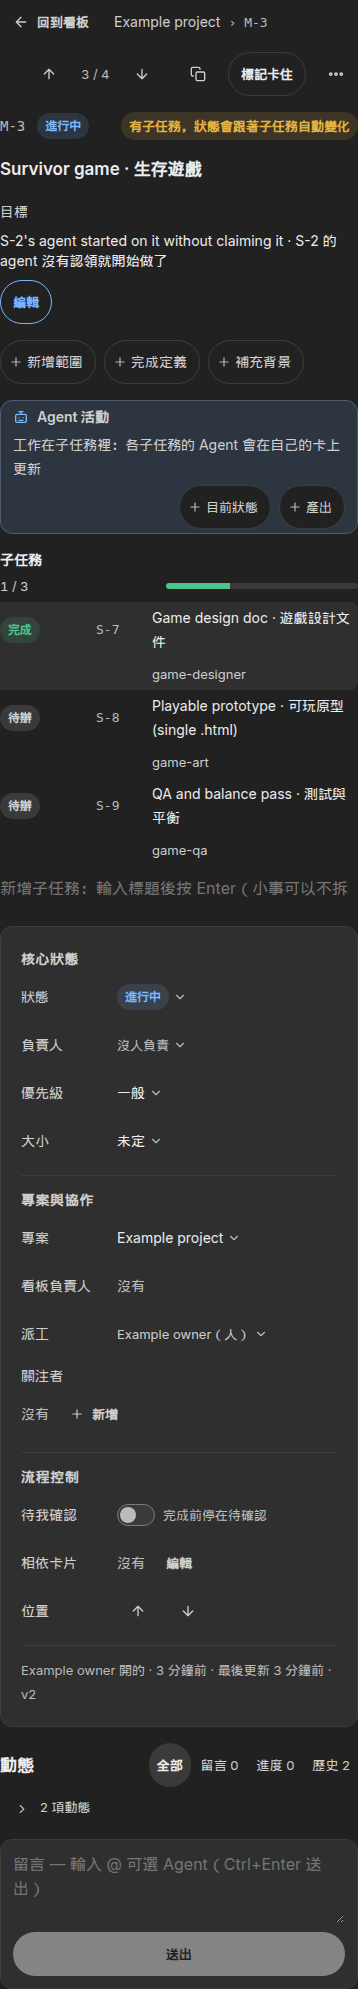 回到看板 Example project › M-3
3 / 4 標記卡住
M-3 進行中 有子任務，狀態會跟著子任務自動變化
Survivor game · 生存遊戲
目標
S-2's agent started on it without claiming it · S-2 的
agent 沒有認領就開始做了
編輯
新增範圍 完成定義 補充背景
Agent 活動
工作在子任務裡：各子任務的 Agent 會在自己的卡上
更新
目前狀態 產出
子任務
1 / 3
完成 S-7 Game design doc · 遊戲設計文
件
game-designer
待辦 S-8 Playable prototype · 可玩原型
(single .html)
game-art
待辦 S-9 QA and balance pass · 測試與
平衡
game-qa
新增子任務：輸入標題後按 Enter（小事可以不拆
核心狀態
狀態 進行中
負責人 沒人負責
優先級 一般
大小 未定
專案與協作
專案 Example project
看板負責人 沒有
派工 Example owner（人）
關注者
沒有 新增
流程控制
待我確認 完成前停在待確認
相依卡片 沒有 編輯
位置
Example owner 開的 · 3 分鐘前 · 最後更新 3 分鐘前 ·
v2
動態 全部 留言 0 進度 0 歷史 2
2 項動態
留言 — 輸入 @ 可選 Agent（Ctrl+Enter 送
出）
送出